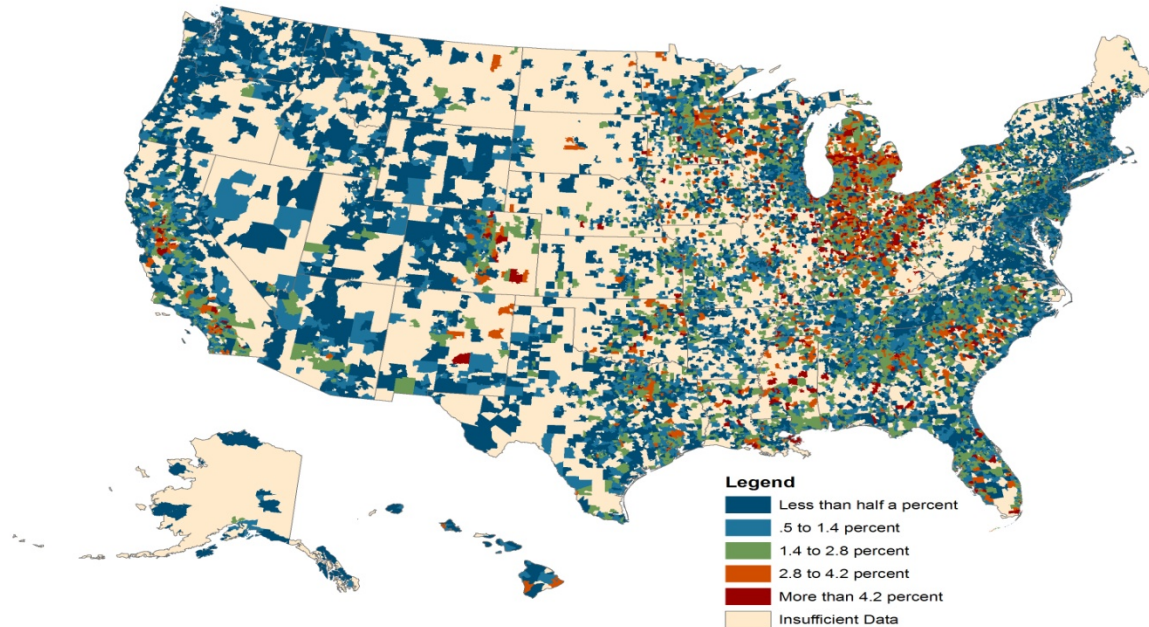 Legend
Less than half a percent
.5 to 1.4 percent
1.4 to 2.8 percent
2.8 to 4.2 percent
More than 4.2 percent
Insufficient Data